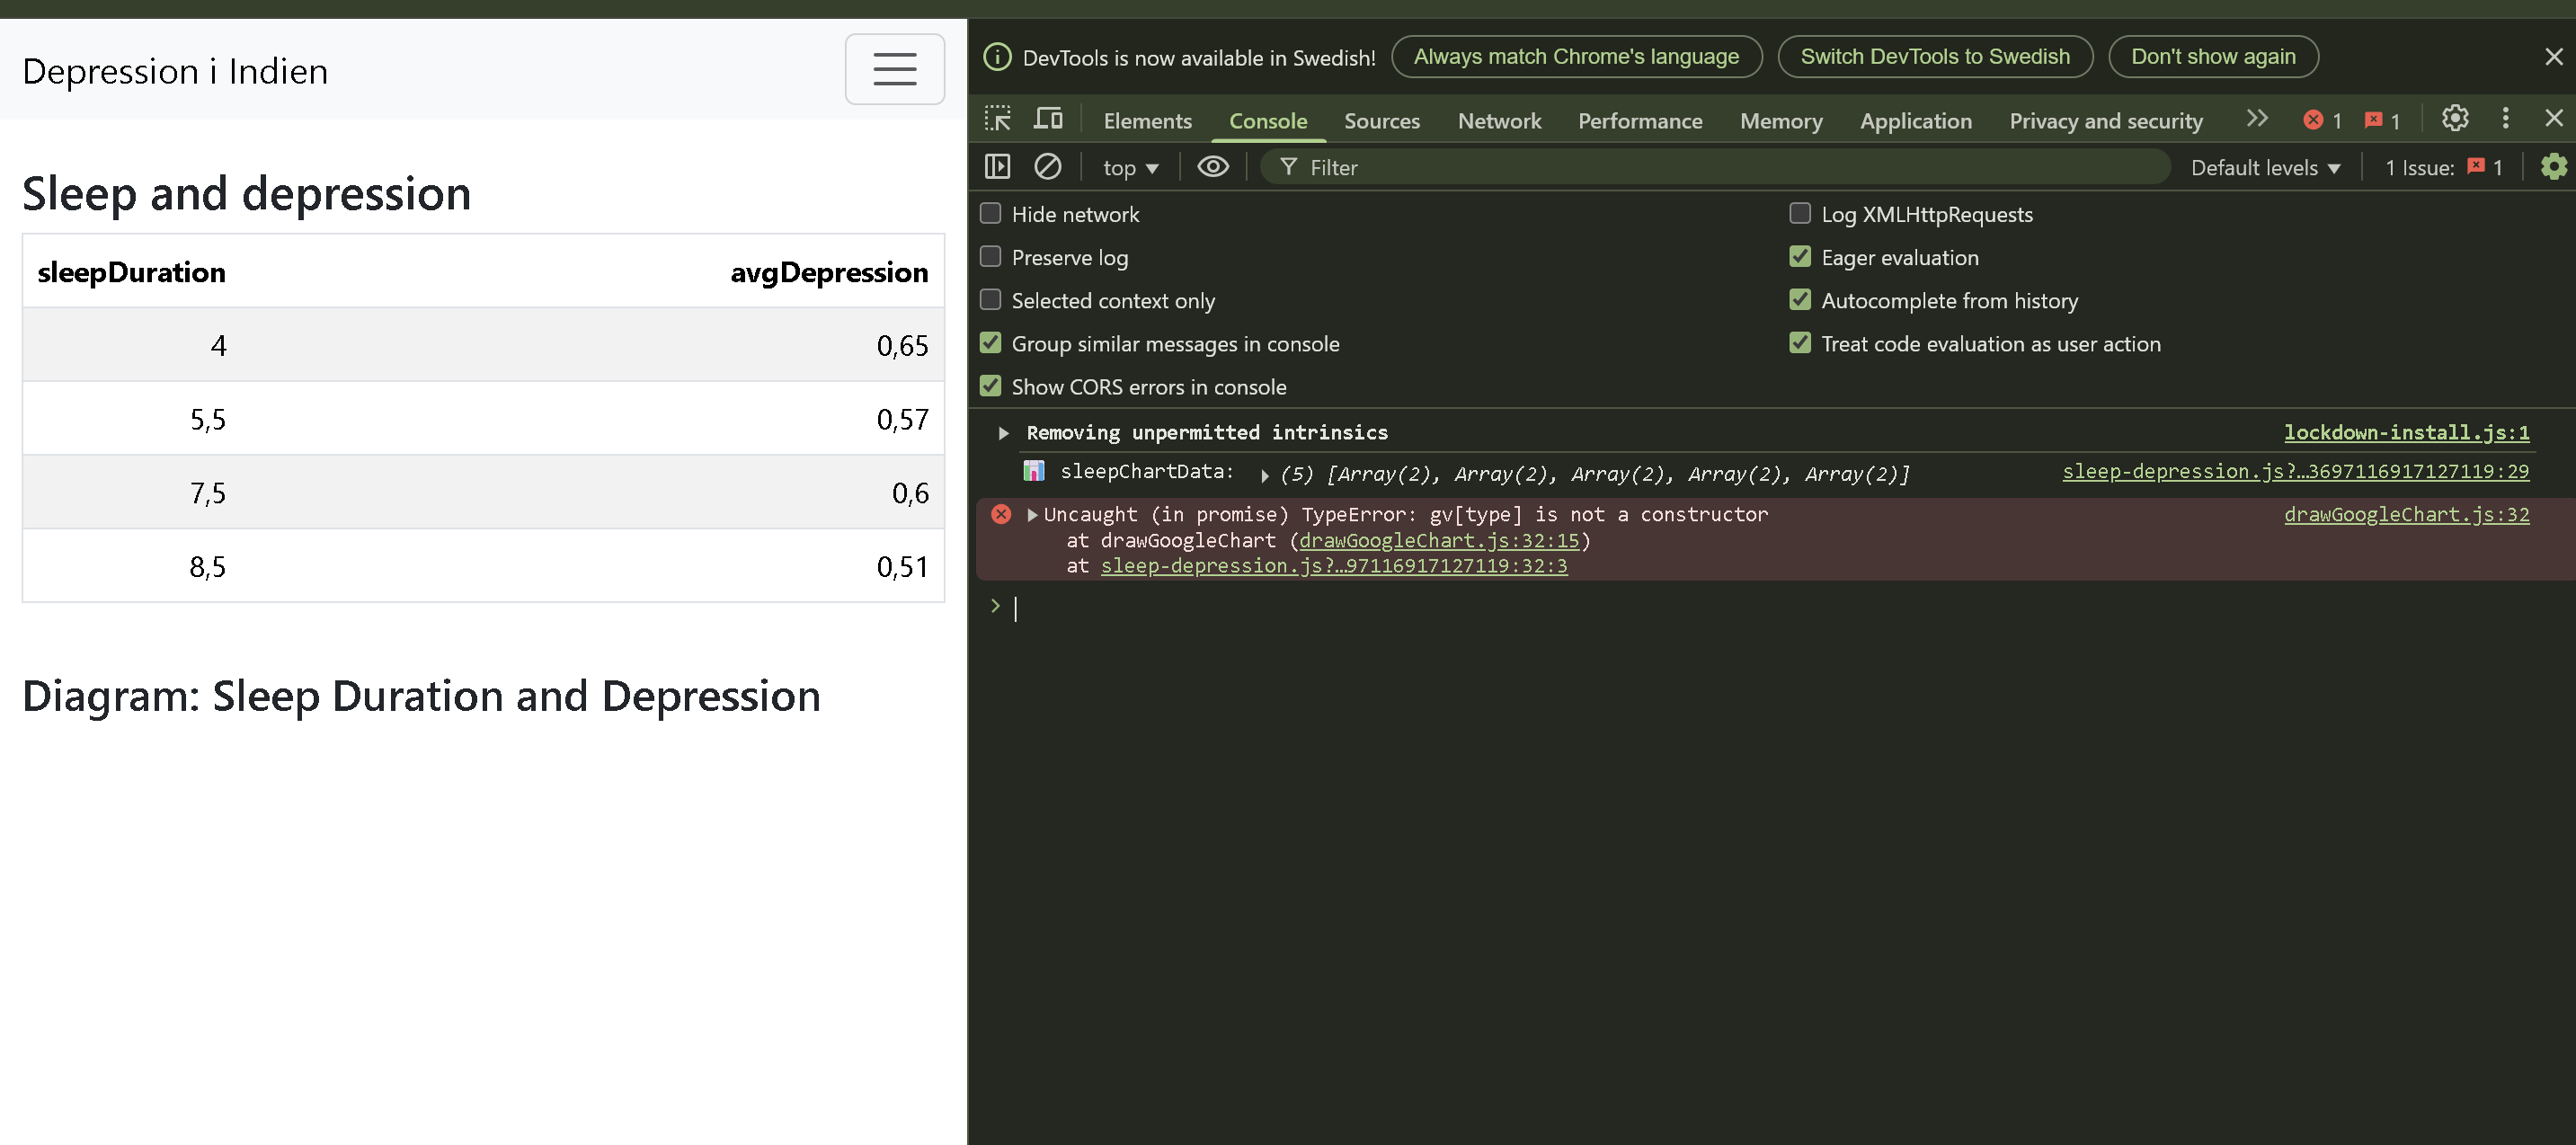 Depression i Indien
Sleep and depression
sleepDuration avgDepression
4 0,65
5,5 0,57
7,5 0,6
8,5 0,51
Diagram: Sleep Duration and Depression
DevTools is now available in Swedish! Always match Chrome's language Switch DevTools to Swedish Don't show again
Elements Console Sources Network Performance Memory Application Privacy and security 1 1
top Filter Default levels 1 Issue: 1
Hide network Log XMLHttpRequests
Preserve log Eager evaluation
Selected context only Autocomplete from history
Group similar messages in console Treat code evaluation as user action
Show CORS errors in console
Removing unpermitted intrinsics lockdown-install.js:1
sleepChartData: (5) [Array(2), Array(2), Array(2), Array(2), Array(2)] sleep-depression.js?…3697116917127119:29
Uncaught (in promise) TypeError: gv[type] is not a constructor drawGoogleChart.js:32
at drawGoogleChart (drawGoogleChart.js:32:15)
at sleep-depression.js?…97116917127119:32:3